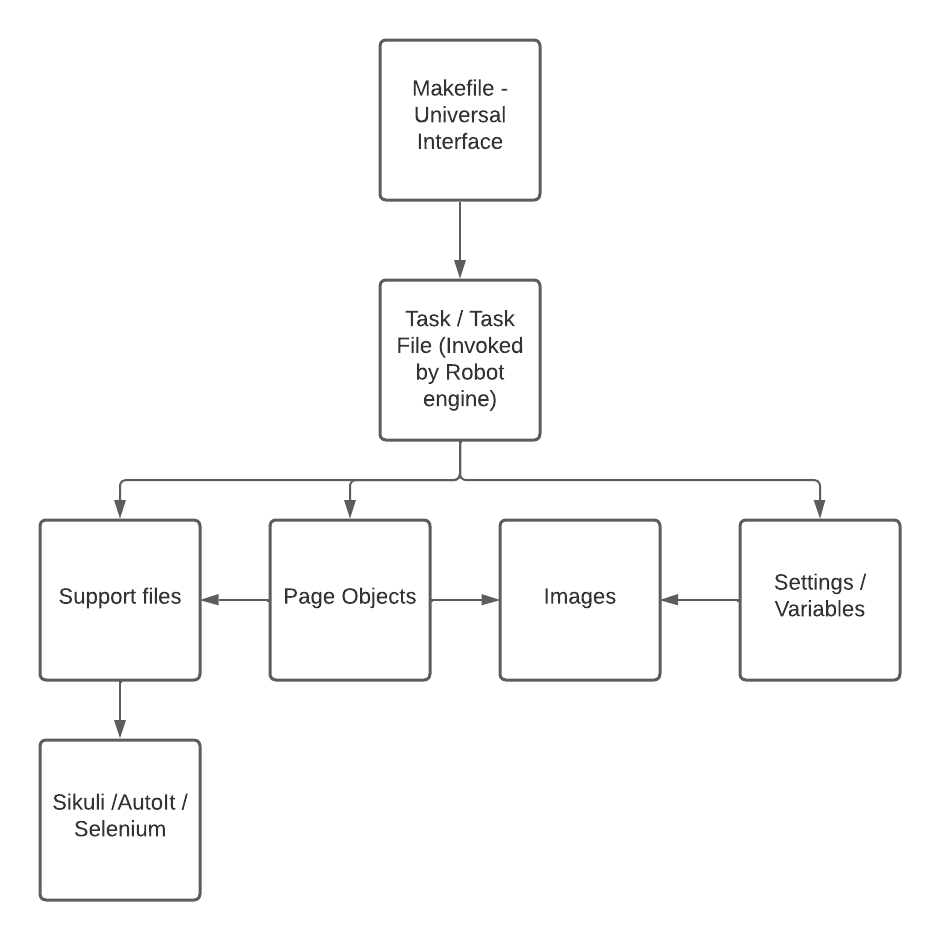 Makefile -
Universal
Interface
Task / Task
File (Invoked
by Robot
engine)
Support files
Page Objects
Images
Settings /
Variables
Sikuli /AutoIt /
Selenium